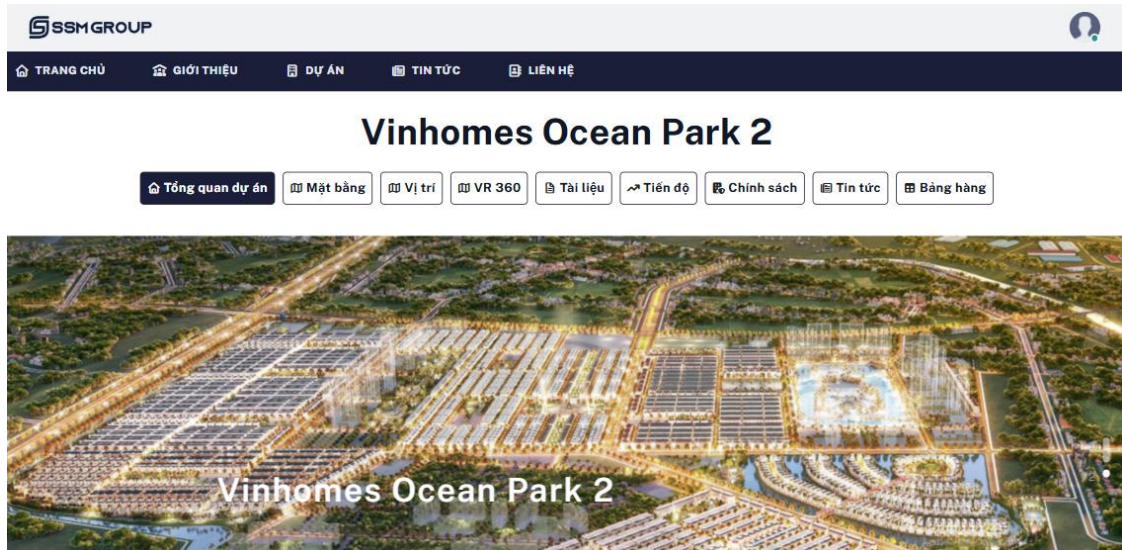 SSM GROUP
TRANG CHỦ GIỚI THIỆU DỰ ÁN TIN TỨC LIÊN HỆ
Vinhomes Ocean Park 2
Tổng quan dự án Mặt bằng Vị trí VR 360 Tài liệu Tiến độ Chính sách Tin tức Bảng hàng
Vinhomes Ocean Park 2